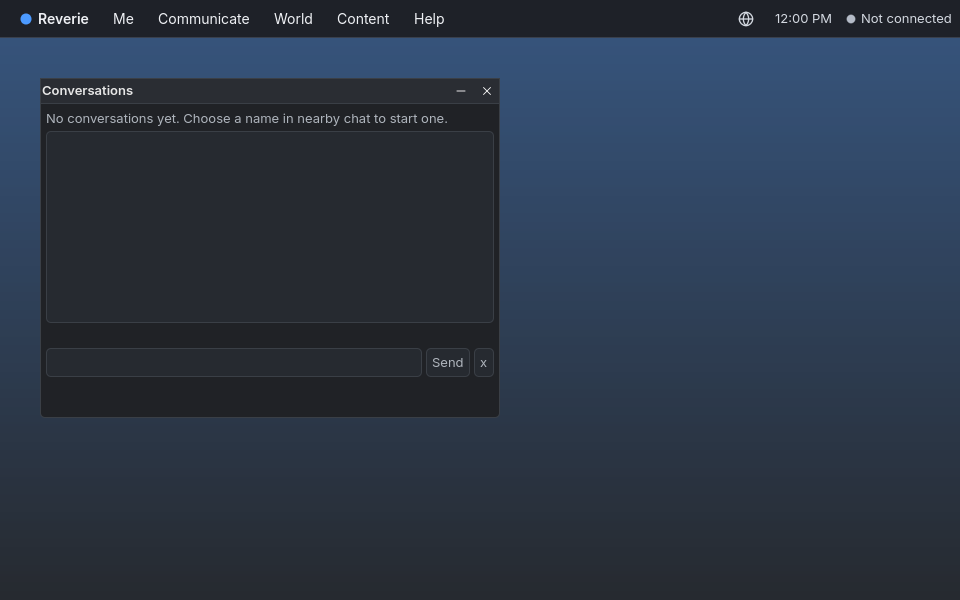 Reverie Me Communicate World Content Help 12:00 PM Not connected
Conversations
No conversations yet. Choose a name in nearby chat to start one.
Send x